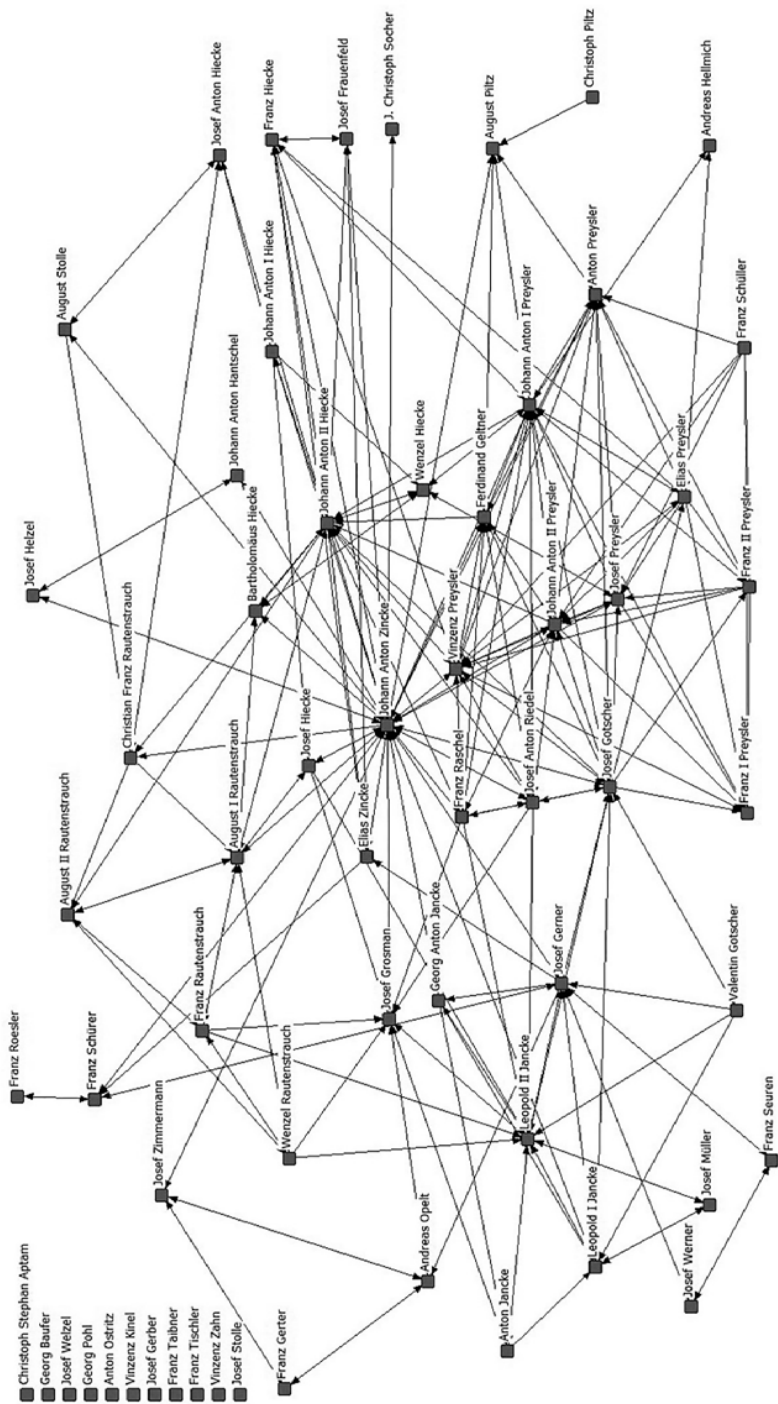 Christoph Stephan Aptam
Georg Baufer
Josef Welzel
Georg Pohl
Anton Ostritz
Vinzenz Kinel
Josef Gerber
Franz Taibner
Franz Tischler
Vinzenz Zahn
Josef Stolle
Franz Roesler
Franz Schürer
Josef Zimmermann
Franz Gerter
Andreas Opelt
Anton Jancke
Josef Werner
Josef Müller
Franz Seuren
Leopold I Jancke
Leopold II Jancke
Wenzel Rautenstrauch
Franz Rautenstrauch
Josef Grosman
Georg Anton Jancke
Josef Gerner
Valentin Gotscher
August II Rautenstrauch
August I Rautenstrauch
Elias Zincke
Christian Franz Rautenstrauch
Josef Hiecke
Franz Raschel
Josef Anton Riedel
Josef Gotscher
Franz I Preysler
Johann Anton Zincke
Vinzenz Preysler
Bartholomäus Hiecke
Josef Helzel
Johann Anton II Preysler
Josef Preysler
Franz II Preysler
Johann Anton II Hiecke
Ferdinand Geltner
Wenzel Hiecke
Elias Preysler
Johann Anton Hantschel
Johann Anton I Preysler
Johann Anton I Hiecke
August Stolle
Franz Schüller
Anton Preysler
Josef Anton Hiecke
Franz Hiecke
Josef Frauenfeld
J. Christoph Socher
August Piltz
Christoph Piltz
Andreas Hellmich